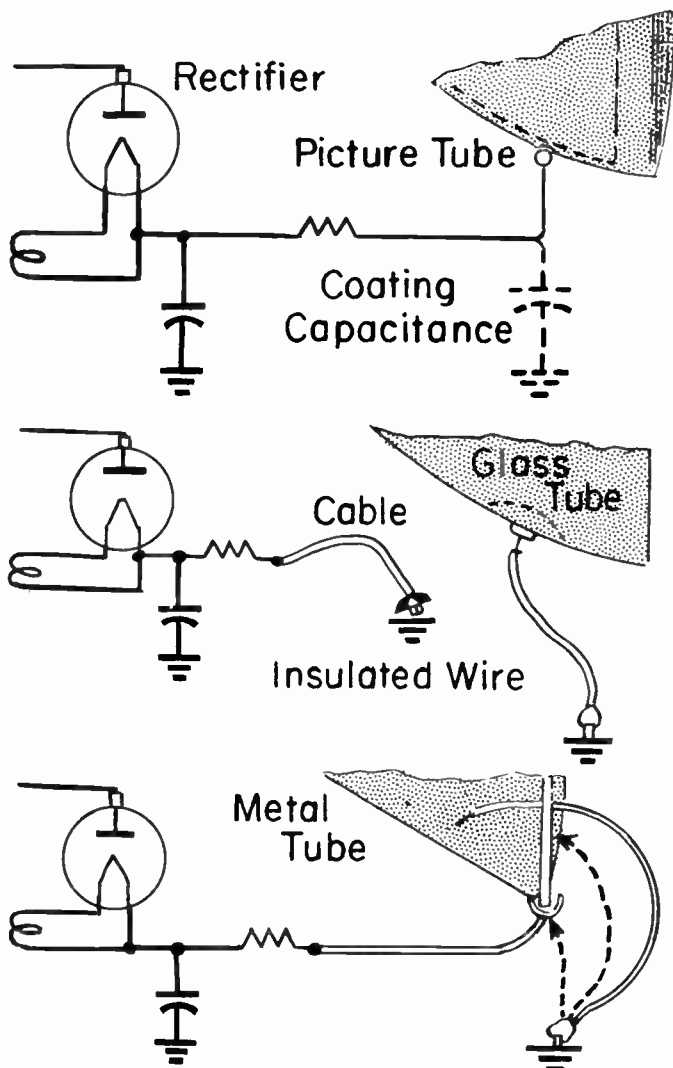 Rectifier
Picture Tube
Coating
Capacitance
Glass
Tube
Cable
Insulated Wire
Metal
Tube